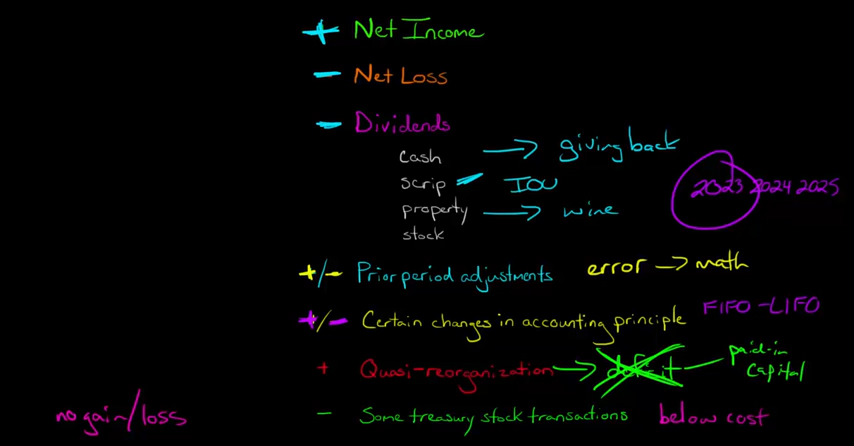 + Net Income
- Net Loss
- Dividends
cash → giving back
scrip - IOU
2023 2024 2025
property → wine
stock
+/- Prior period adjustments error → math
+/- Certain changes in accounting principle FIFO-LIFO
+ Quasi-reorganization → deficit paid-in
capital
- Some treasury stock transactions below cost
no gain/loss